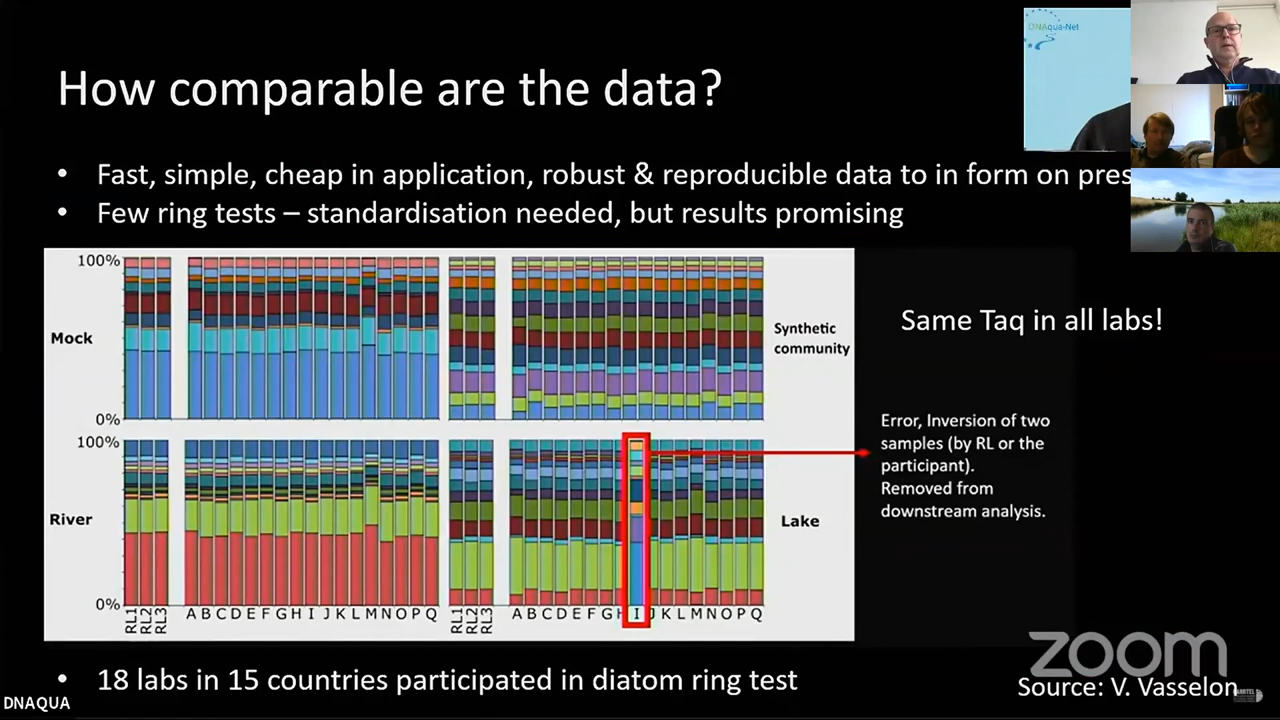 How comparable are the data?
DNAqua-Net
• Fast, simple, cheap in application, robust & reproducible data to in form on pres
• Few ring tests – standardisation needed, but results promising
100%
Mock
0%
Synthetic
community
Same Taq in all labs!
100%
River
0%
Lake
RL1 RL2 RL3 A B C D E F G H I J K L M N O P Q
RL1 RL2 RL3 A B C D E F G H I J K L M N O P Q
Error, Inversion of two
samples (by RL or the
participant).
Removed from
downstream analysis.
• 18 labs in 15 countries participated in diatom ring test
zoom
Source: V. Vasselon
DNAQUA